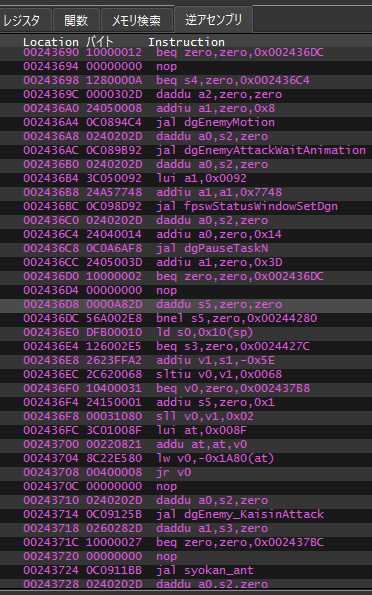 レジスタ 関数 メモリ検索 逆アセンブリ
Location バイト Instruction
00243690 10000012 beq zero,zero,0x002436DC
00243694 00000000 nop
00243698 1280000A beq s4,zero,0x002436C4
0024369C 0000302D daddu a2,zero,zero
002436A0 24050008 addiu a1,zero,0x8
002436A4 0C0894C4 jal dgEnemyMotion
002436A8 0240202D daddu a0,s2,zero
002436AC 0C089B92 jal dgEnemyAttackWaitAnimation
002436B0 0240202D daddu a0,s2,zero
002436B4 3C050092 lui a1,0x0092
002436B8 24A57748 addiu a1,a1,0x7748
002436BC 0C098D92 jal fpswStatusWindowSetDgn
002436C0 0240202D daddu a0,s2,zero
002436C4 24040014 addiu a0,zero,0x14
002436C8 0C0A6AF8 jal dgPauseTaskN
002436CC 2405003D addiu a1,zero,0x3D
002436D0 10000002 beq zero,zero,0x002436DC
002436D4 00000000 nop
002436D8 0000A82D daddu s5,zero,zero
002436DC 56A002E8 bnel s5,zero,0x00244280
002436E0 DFB00010 ld s0,0x10(sp)
002436E4 126002E5 beq s3,zero,0x0024427C
002436E8 2623FFA2 addiu v1,s1,-0x5E
002436EC 2C620068 sltiu v0,v1,0x0068
002436F0 10400031 beq v0,zero,0x002437B8
002436F4 24150001 addiu s5,zero,0x1
002436F8 00031080 sll v0,v1,0x02
002436FC 3C01008F lui at,0x008F
00243700 00220821 addu at,at,v0
00243704 8C22E580 lw v0,-0x1A80(at)
00243708 00400008 jr v0
0024370C 00000000 nop
00243710 0240202D daddu a0,s2,zero
00243714 0C09125B jal dgEnemy_KaisinAttack
00243718 0260282D daddu a1,s3,zero
0024371C 10000027 beq zero,zero,0x002437BC
00243720 00000000 nop
00243724 0C0911BB jal syokan_ant
00243728 0240202D daddu a0,s2,zero